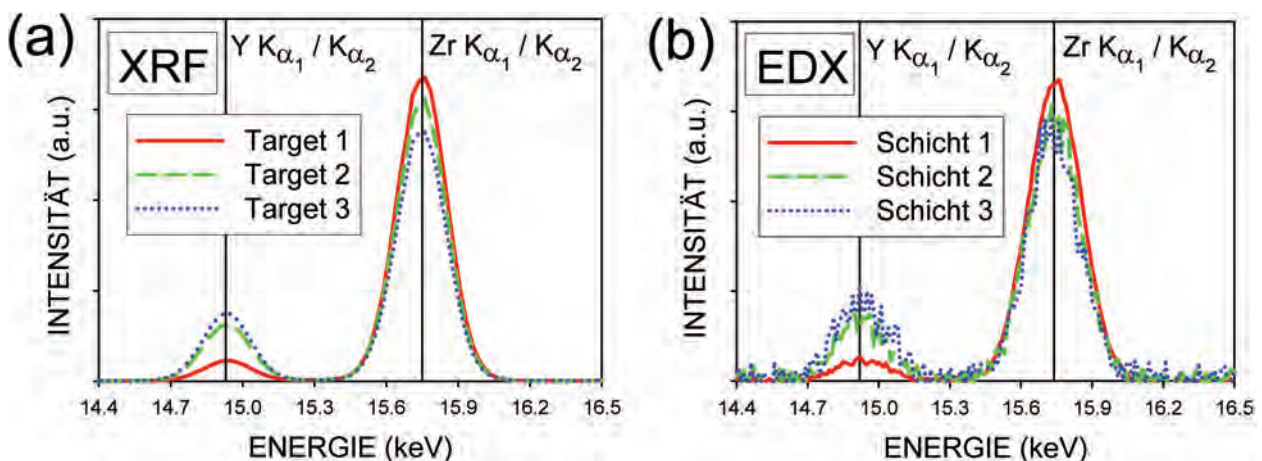 (a)
XRF
Y Kα1 / Kα2
Zr Kα1 / Kα2
Target 1
Target 2
Target 3
INTENSITÄT (a.u.)
14.4 14.7 15.0 15.3 15.6 15.9 16.2 16.5
ENERGIE (keV)
(b)
EDX
Y Kα1 / Kα2
Zr Kα1 / Kα2
Schicht 1
Schicht 2
Schicht 3
INTENSITÄT (a.u.)
14.4 14.7 15.0 15.3 15.6 15.9 16.2 16.5
ENERGIE (keV)